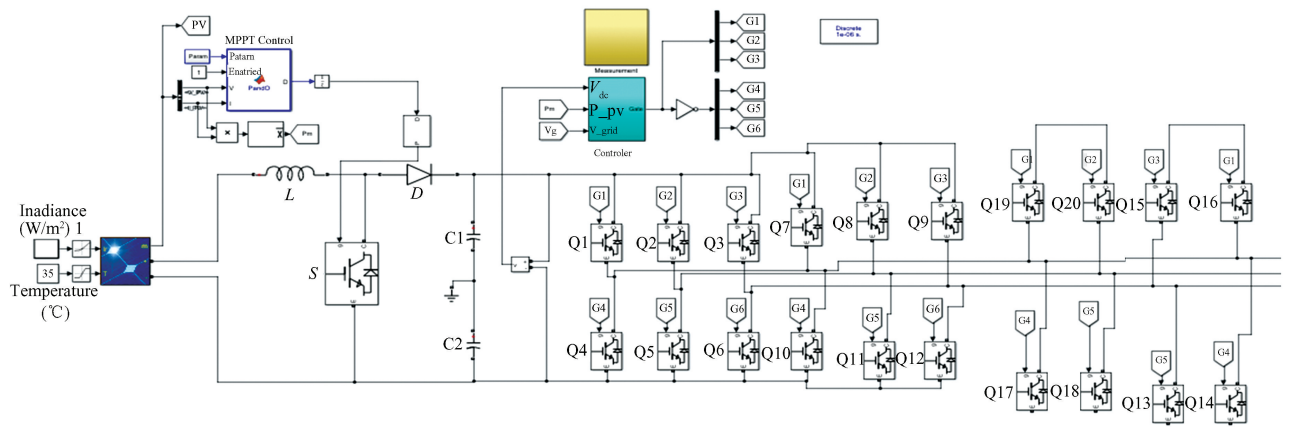 PV
MPPT Control
Param
Patarn
1
Enatried
V
I
PandO
D
×
Pm
D
P
Measurement
V dc
P_pv
V_grid
Gate
Controler
Pm
Vg
G1
G2
G3
G4
G5
G6
Discrete
1e-06 s.
L
D
S
C1
C2
Inadiance
(W/m²) 1
35
Temperature
(℃)
G1
G2
G3
G1
G2
G3
G1
G2
G3
G1
Q1
Q2
Q3
Q7
Q8
Q9
Q19
Q20
Q15
Q16
G4
G5
G6
G4
G5
G6
G4
G5
G5
G4
Q4
Q5
Q6
Q10
Q11
Q12
Q17
Q18
Q13
Q14